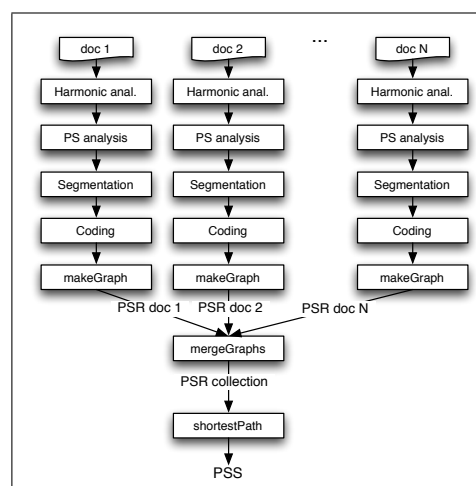 doc 1 doc 2 ... doc N
Harmonic anal. Harmonic anal. Harmonic anal.
PS analysis PS analysis PS analysis
Segmentation Segmentation Segmentation
Coding Coding Coding
makeGraph makeGraph makeGraph
PSR doc 1 PSR doc 2 PSR doc N
mergeGraphs
PSR collection
shortestPath
PSS